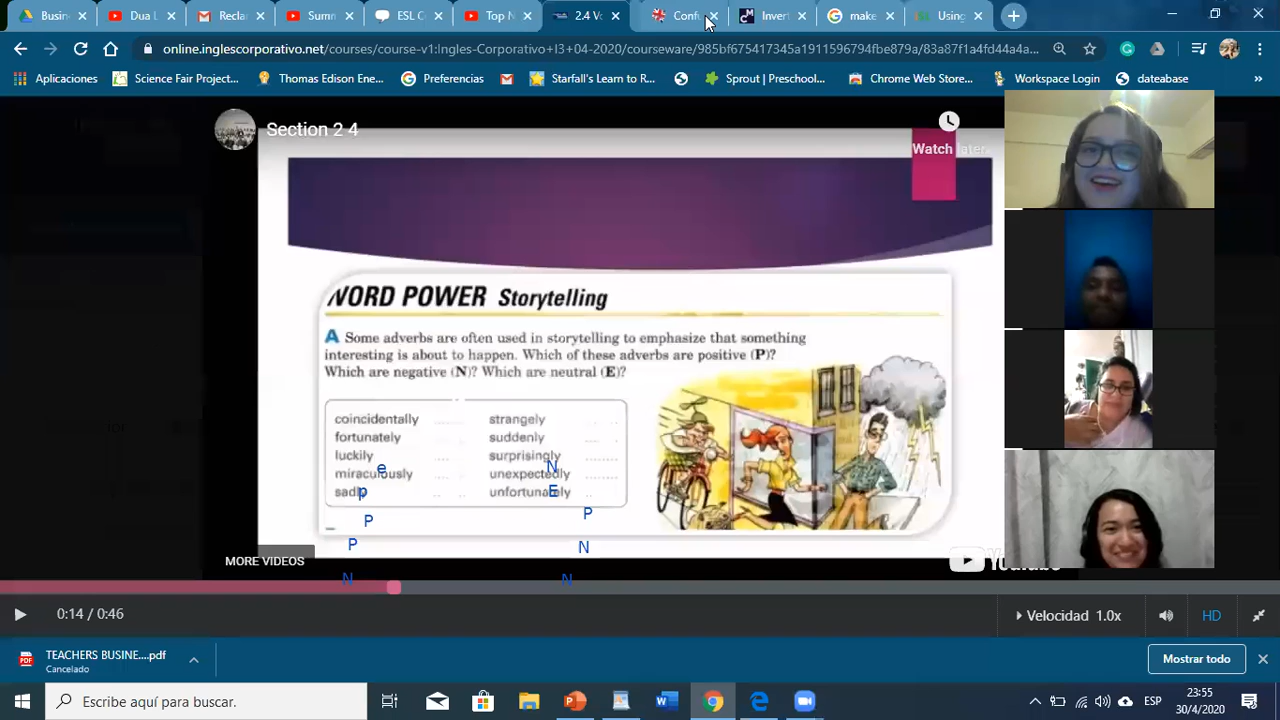 Busin
Dua L
Recla
Summ
ESL C
Top N
2.4 Vo
Conf
Invert
make
Using
online.inglescorporativo.net/courses/course-v1:Ingles-Corporativo+I3+04-2020/courseware/985bf675417345a1911596794fbe879a/83a87f1a4fd44a4a...
Aplicaciones
Science Fair Project...
Thomas Edison Ene...
Preferencias
Starfall's Learn to R...
Sprout | Preschool...
Chrome Web Store...
Workspace Login
dateabase
Section 2 4
Watch later
WORD POWER Storytelling
A Some adverbs are often used in storytelling to emphasize that something
interesting is about to happen. Which of these adverbs are positive (P)?
Which are negative (N)? Which are neutral (E)?
coincidentally
fortunately
luckily
miraculously
sadly
strangely
suddenly
surprisingly
unexpectedly
unfortunately
e
p
P
P
N
N
E
P
N
N
MORE VIDEOS
YouTube
0:14 / 0:46
Velocidad 1.0x
HD
TEACHERS BUSINE....pdf
Cancelado
Mostrar todo
Escribe aquí para buscar.
ESP
23:55
30/4/2020